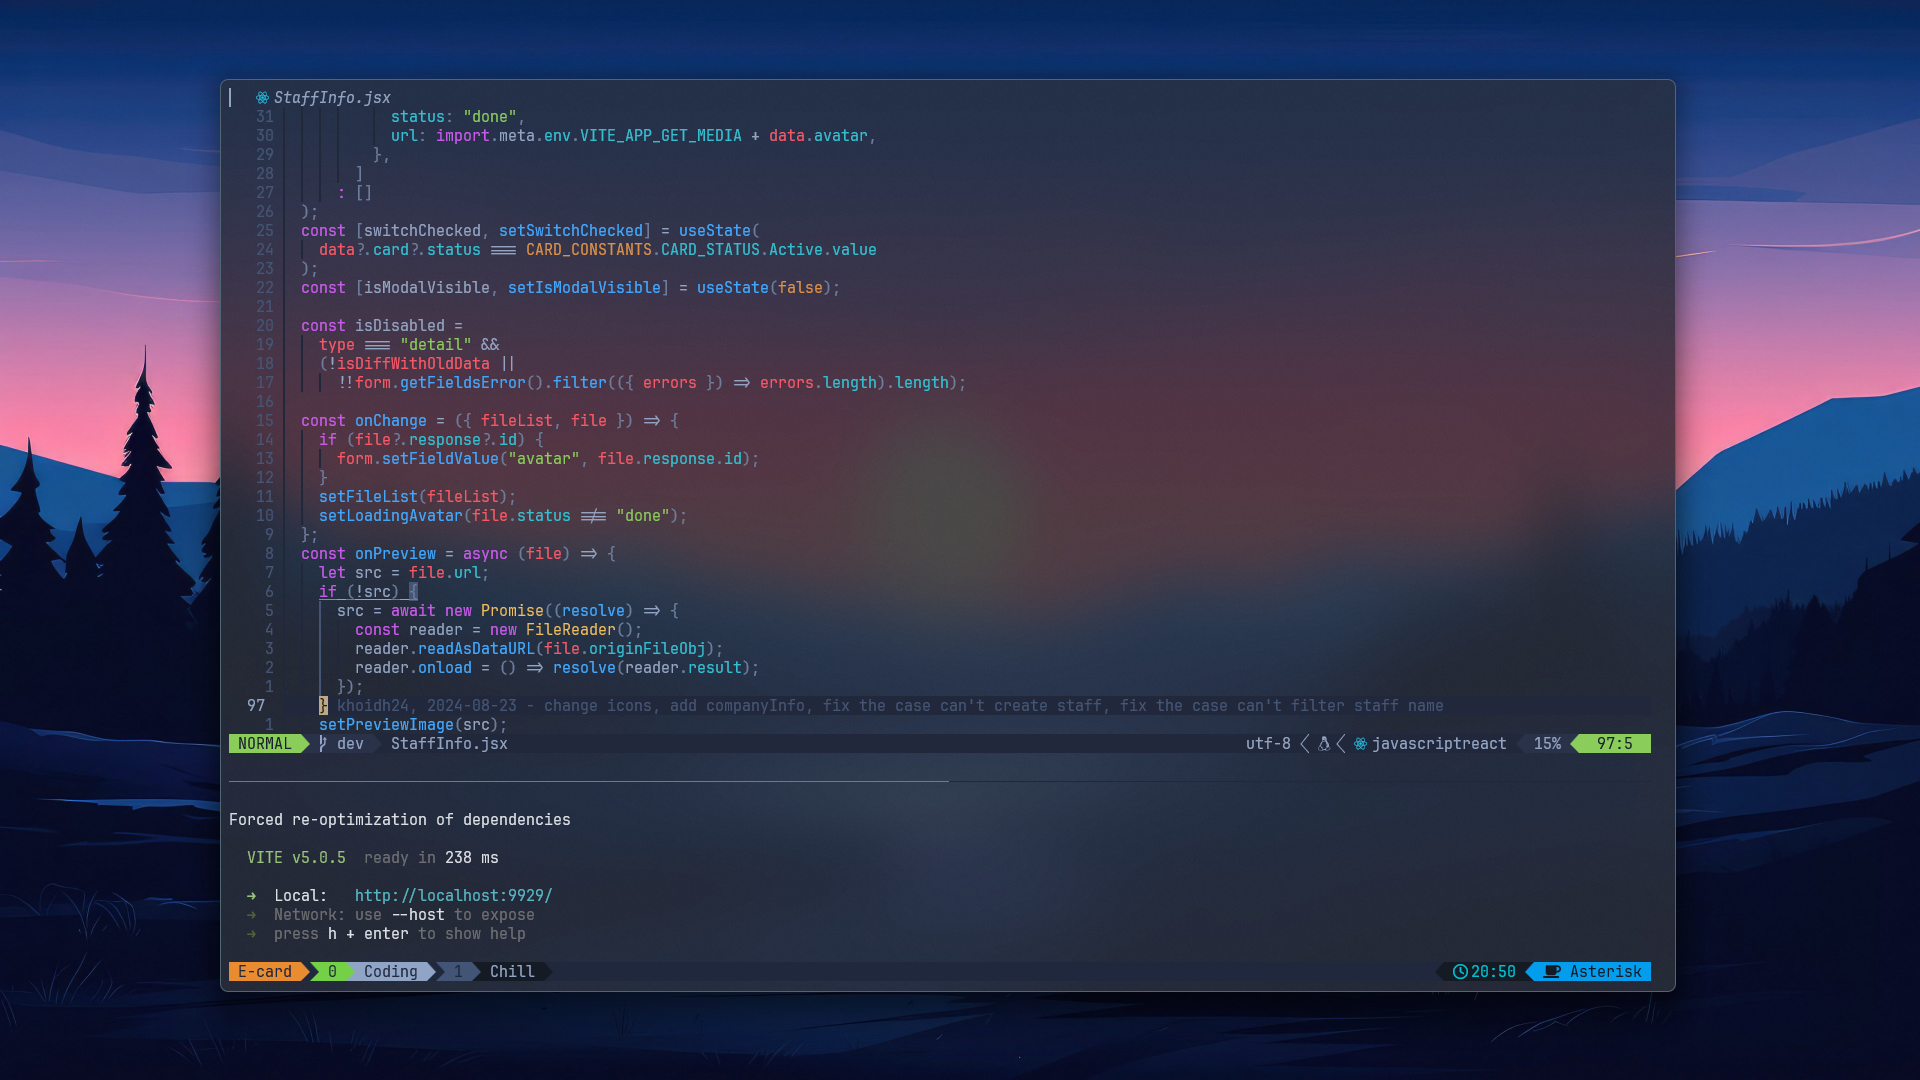 StaffInfo.jsx
31 status: "done",
30 url: import.meta.env.VITE_APP_GET_MEDIA + data.avatar,
29 },
28 ]
27 : []
26 );
25 const [switchChecked, setSwitchChecked] = useState(
24 data?.card?.status === CARD_CONSTANTS.CARD_STATUS.Active.value
23 );
22 const [isModalVisible, setIsModalVisible] = useState(false);
21
20 const isDisabled =
19 type === "detail" &&
18 (!isDiffWithOldData ||
17 !!form.getFieldsError().filter(({ errors }) => errors.length).length);
16
15 const onChange = ({ fileList, file }) => {
14 if (file?.response?.id) {
13 form.setFieldValue("avatar", file.response.id);
12 }
11 setFileList(fileList);
10 setLoadingAvatar(file.status !== "done");
9 };
8 const onPreview = async (file) => {
7 let src = file.url;
6 if (!src) {
5 src = await new Promise((resolve) => {
4 const reader = new FileReader();
3 reader.readAsDataURL(file.originFileObj);
2 reader.onload = () => resolve(reader.result);
1 });
97 } khoidh24, 2024-08-23 - change icons, add companyInfo, fix the case can't create staff, fix the case can't filter staff name
1 setPreviewImage(src);
NORMAL dev StaffInfo.jsx utf-8 javascriptreact 15% 97:5
Forced re-optimization of dependencies
VITE v5.0.5 ready in 238 ms
➜ Local: http://localhost:9929/
➜ Network: use --host to expose
➜ press h + enter to show help
E-card 0 Coding 1 Chill 20:50 Asterisk